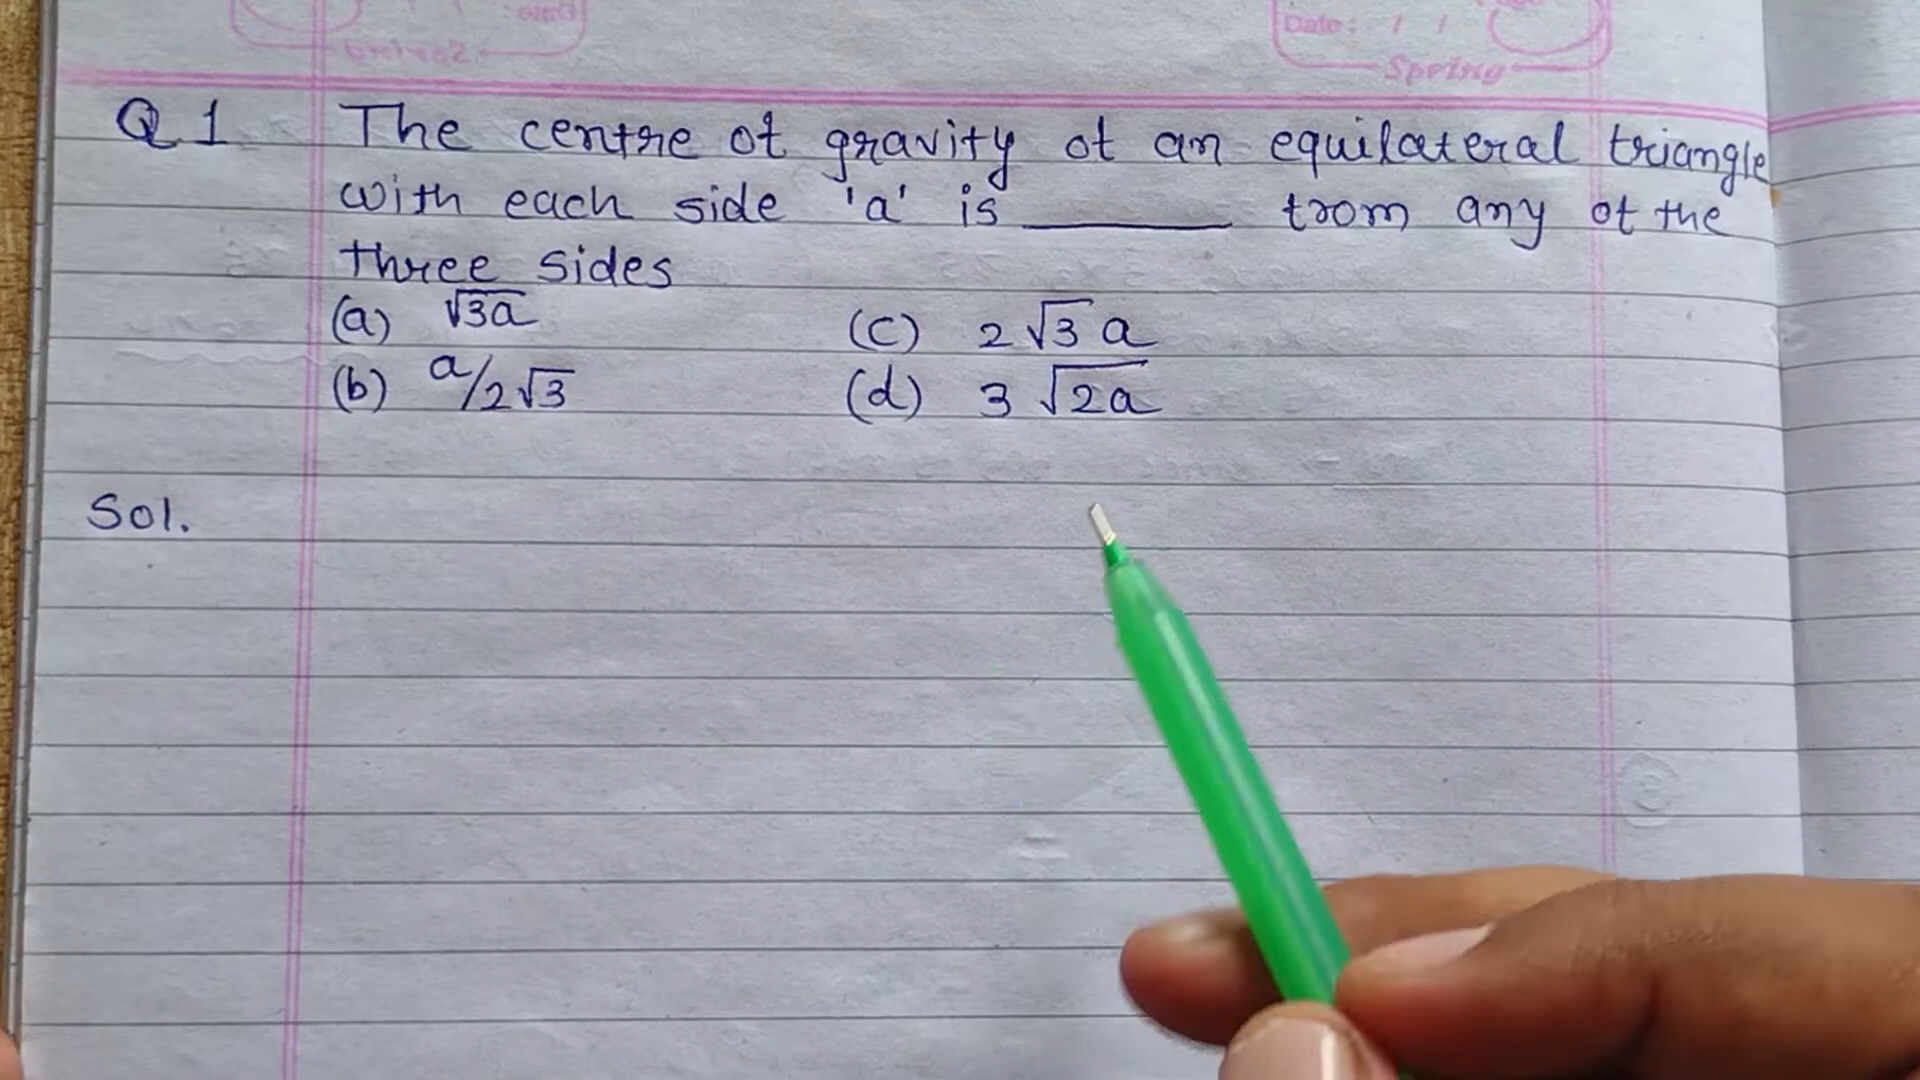 Date: / /
Spring
Q 1 The centre of gravity of an equilateral triangle
with each side 'a' is ______ from any of the
three sides
(a) √3a (c) 2√3 a
(b) a/2√3 (d) 3 √2a
Sol.